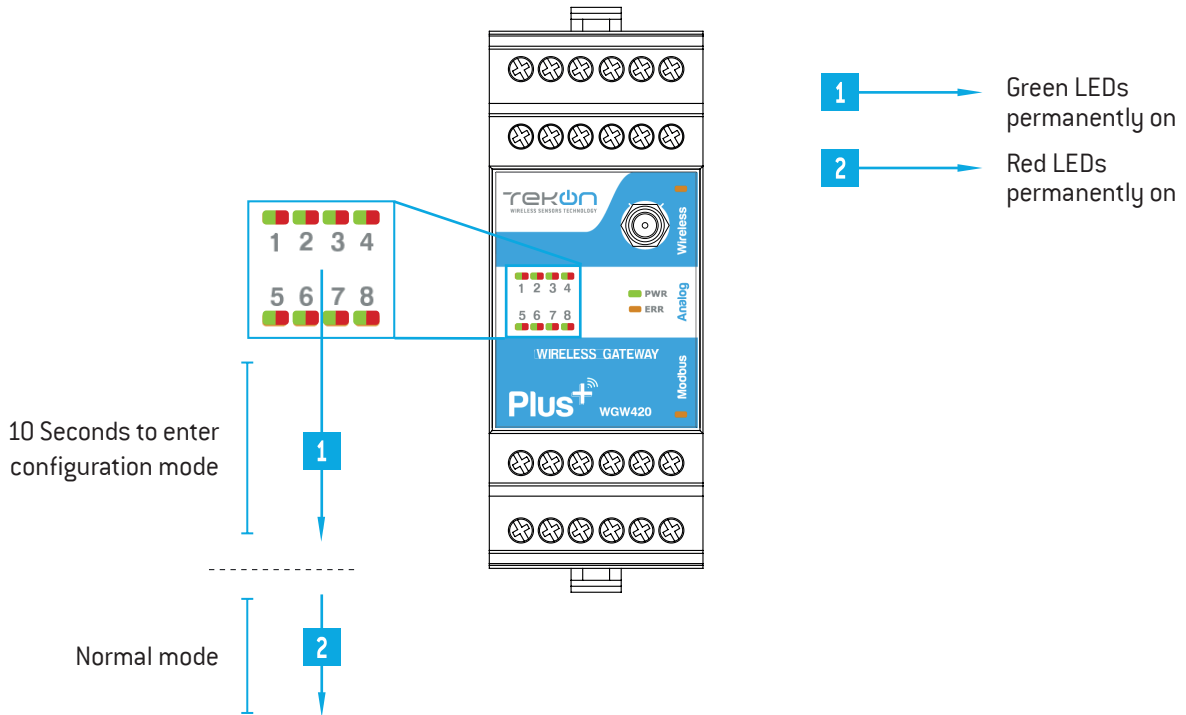 1
Green LEDs
permanently on
2
Red LEDs
permanently on
TEKON
WIRELESS SENSORS TECHNOLOGY
Wireless
1 2 3 4
5 6 7 8
1 2 3 4
5 6 7 8
PWR
ERR
Analog
WIRELESS GATEWAY
Modbus
Plus+
WGW420
10 Seconds to enter
configuration mode
1
Normal mode
2